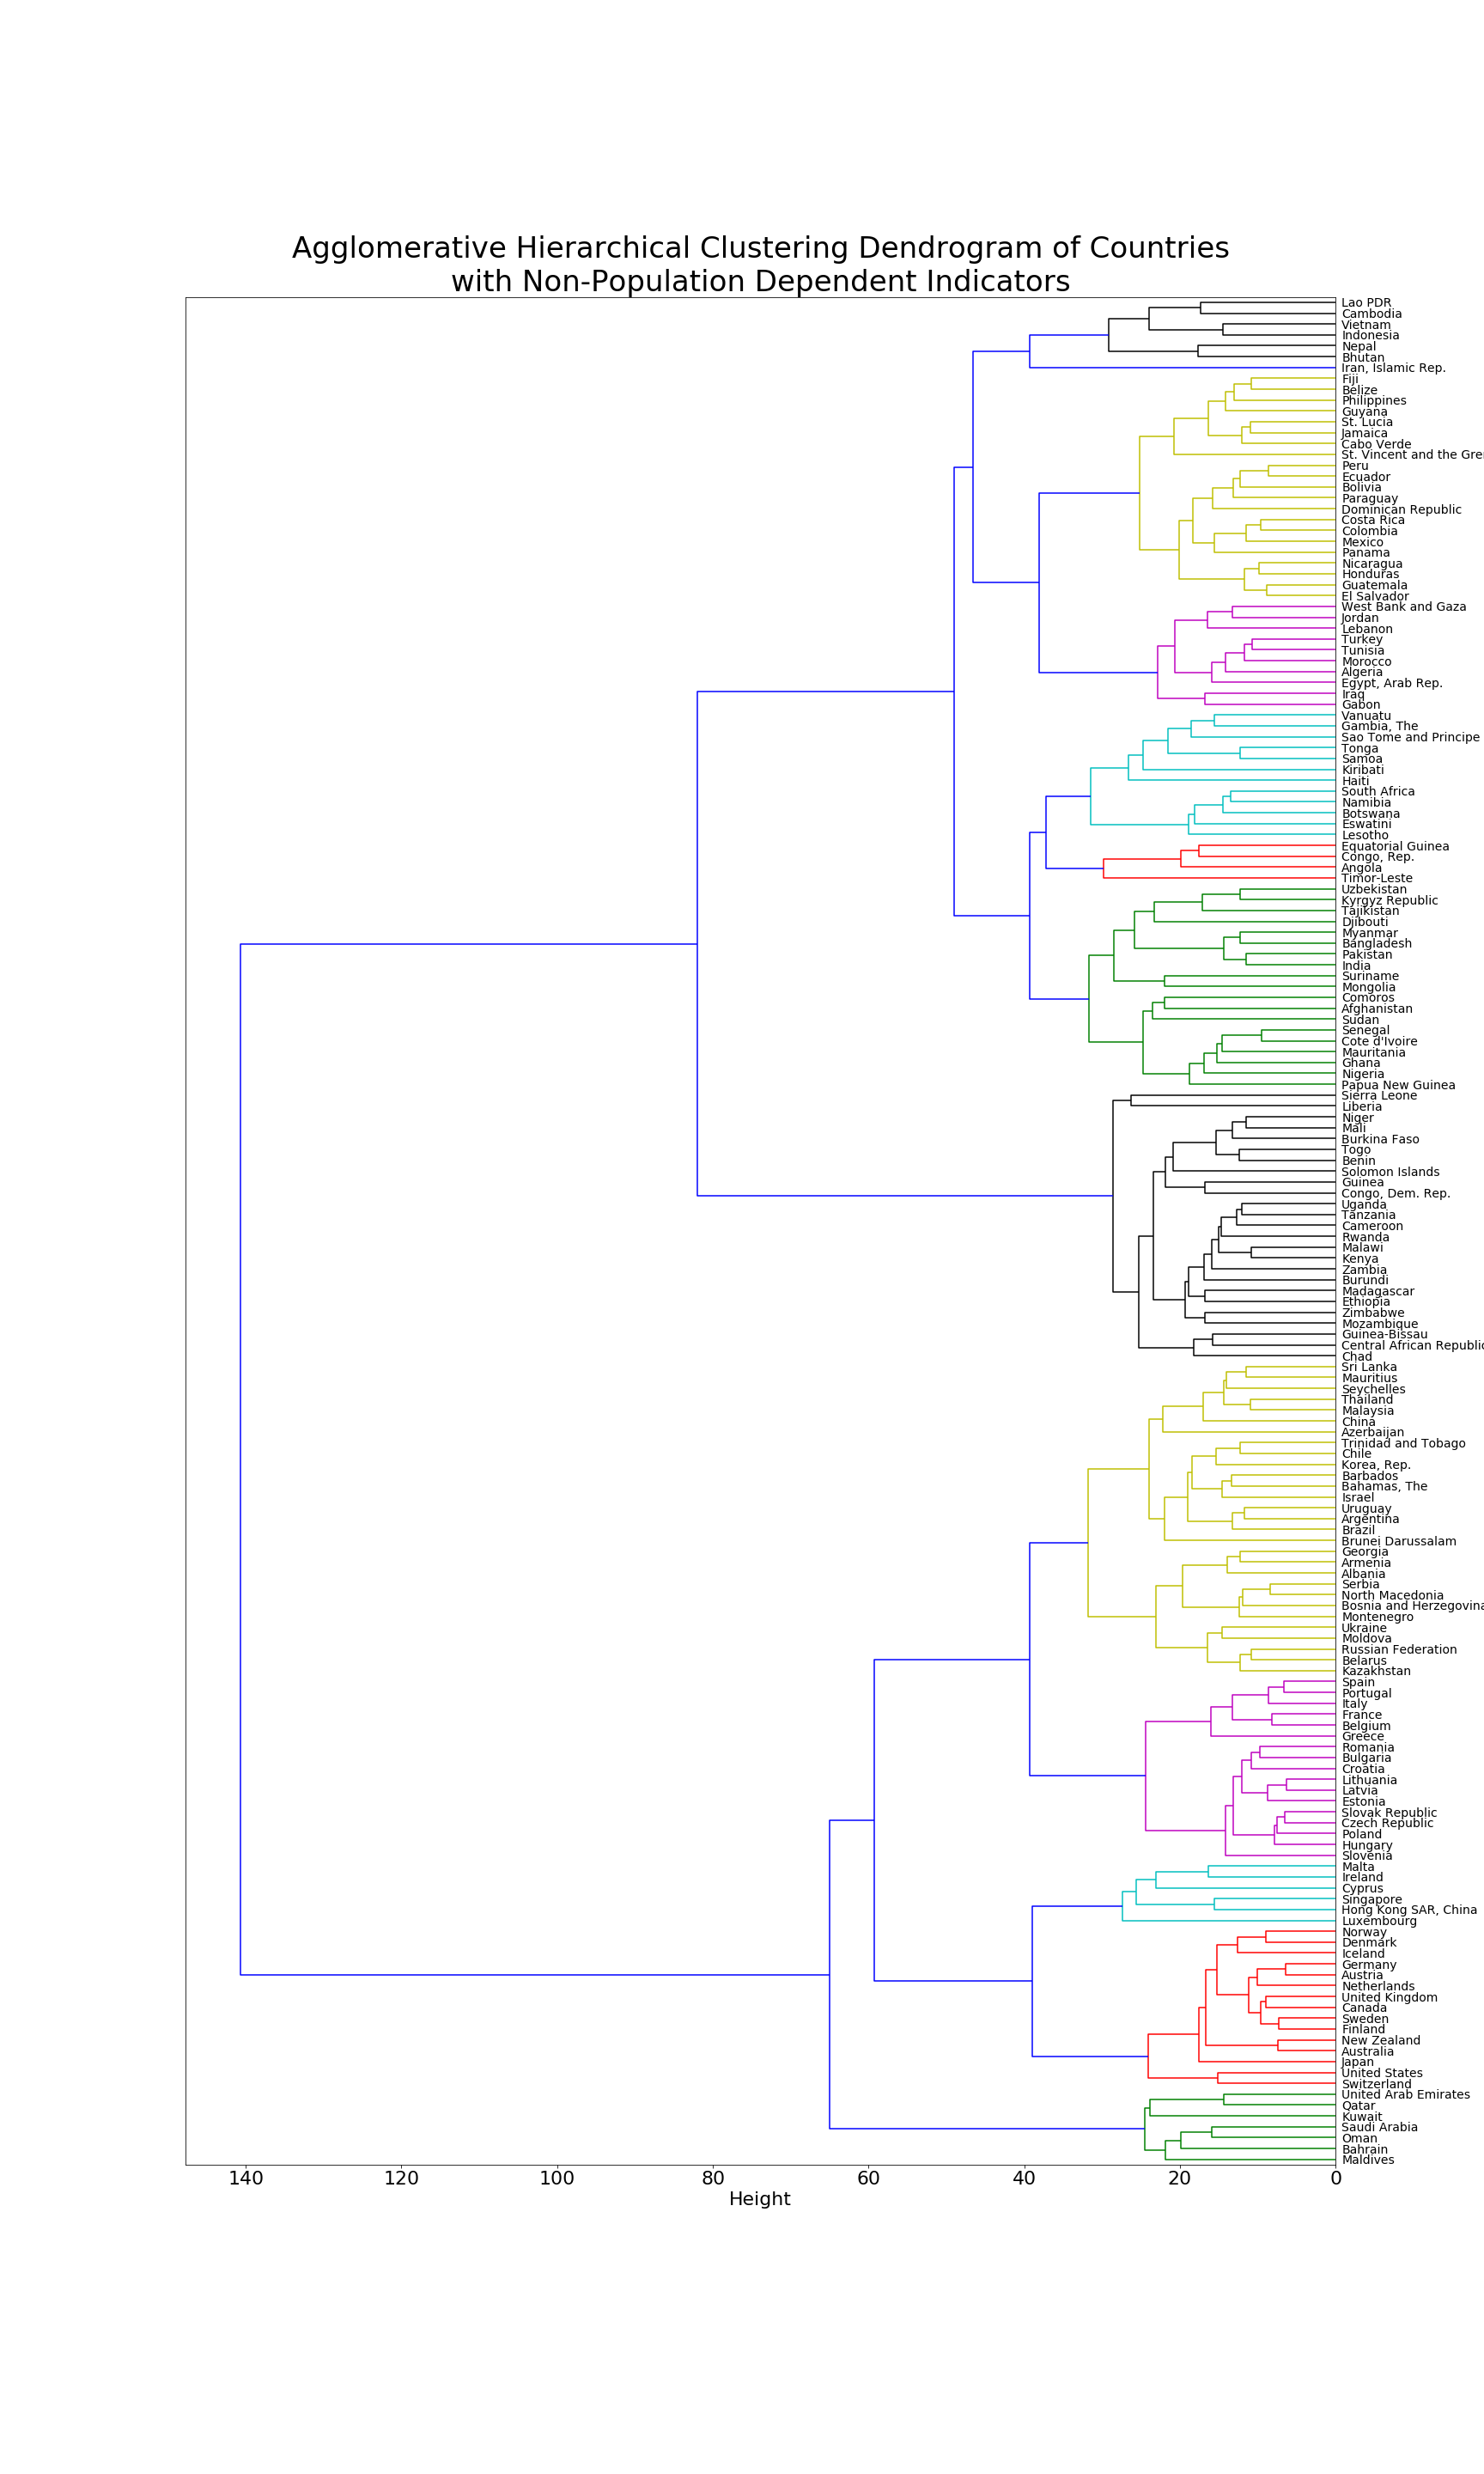 Agglomerative Hierarchical Clustering Dendrogram of Countries
with Non-Population Dependent Indicators
Lao PDR
Cambodia
Vietnam
Indonesia
Nepal
Bhutan
Iran, Islamic Rep.
Fiji
Belize
Philippines
Guyana
St. Lucia
Jamaica
Cabo Verde
St. Vincent and the Gre
Peru
Ecuador
Bolivia
Paraguay
Dominican Republic
Costa Rica
Colombia
Mexico
Panama
Nicaragua
Honduras
Guatemala
El Salvador
West Bank and Gaza
Jordan
Lebanon
Turkey
Tunisia
Morocco
Algeria
Egypt, Arab Rep.
Iraq
Gabon
Vanuatu
Gambia, The
Sao Tome and Principe
Tonga
Samoa
Kiribati
Haiti
South Africa
Namibia
Botswana
Eswatini
Lesotho
Equatorial Guinea
Congo, Rep.
Angola
Timor-Leste
Uzbekistan
Kyrgyz Republic
Tajikistan
Djibouti
Myanmar
Bangladesh
Pakistan
India
Suriname
Mongolia
Comoros
Afghanistan
Sudan
Senegal
Cote d'Ivoire
Mauritania
Ghana
Nigeria
Papua New Guinea
Sierra Leone
Liberia
Niger
Mali
Burkina Faso
Togo
Benin
Solomon Islands
Guinea
Congo, Dem. Rep.
Uganda
Tanzania
Cameroon
Rwanda
Malawi
Kenya
Zambia
Burundi
Madagascar
Ethiopia
Zimbabwe
Mozambique
Guinea-Bissau
Central African Republic
Chad
Sri Lanka
Mauritius
Seychelles
Thailand
Malaysia
China
Azerbaijan
Trinidad and Tobago
Chile
Korea, Rep.
Barbados
Bahamas, The
Israel
Uruguay
Argentina
Brazil
Brunei Darussalam
Georgia
Armenia
Albania
Serbia
North Macedonia
Bosnia and Herzegovina
Montenegro
Ukraine
Moldova
Russian Federation
Belarus
Kazakhstan
Spain
Portugal
Italy
France
Belgium
Greece
Romania
Bulgaria
Croatia
Lithuania
Latvia
Estonia
Slovak Republic
Czech Republic
Poland
Hungary
Slovenia
Malta
Ireland
Cyprus
Singapore
Hong Kong SAR, China
Luxembourg
Norway
Denmark
Iceland
Germany
Austria
Netherlands
United Kingdom
Canada
Sweden
Finland
New Zealand
Australia
Japan
United States
Switzerland
United Arab Emirates
Qatar
Kuwait
Saudi Arabia
Oman
Bahrain
Maldives
140 120 100 80 60 40 20 0
Height